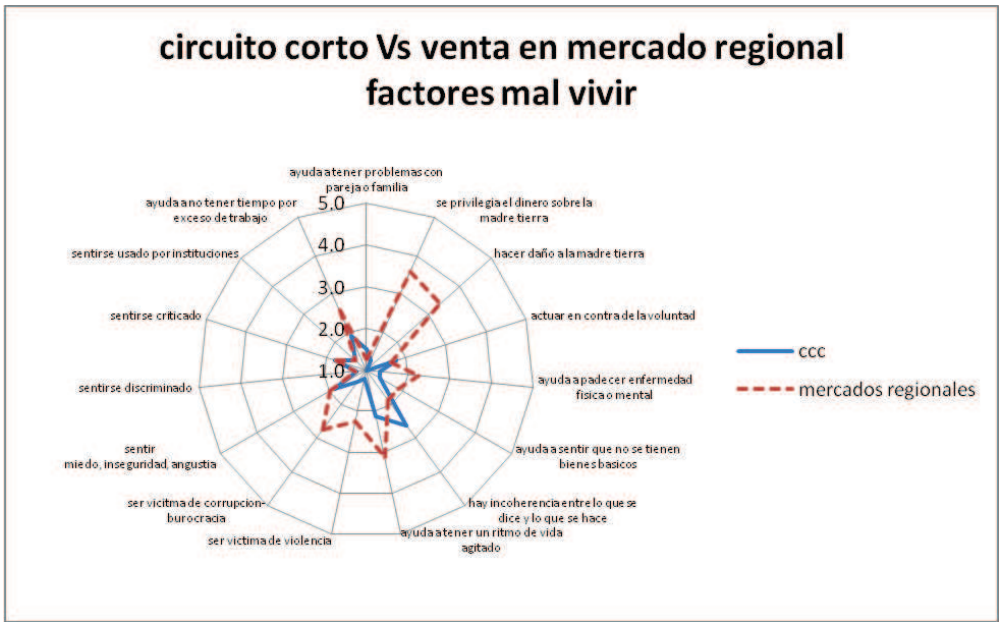 circuito corto Vs venta en mercado regional
factores mal vivir
ayuda a tener problemas con
pareja o familia
se privilegia el dinero sobre la
madre tierra
hacer daño a la madre tierra
actuar en contra de la voluntad
ayuda a padecer enfermedad
fisica o mental
ayuda a sentir que no se tienen
bienes basicos
hay incoherencia entre lo que se
dice y lo que se hace
ayuda a tener un ritmo de vida
agitado
ser victima de violencia
ser vicitma de corrupcion-
burocracia
sentir
miedo, inseguridad, angustia
sentirse discriminado
sentirse criticado
sentirse usado por instituciones
ayuda a no tener tiempo por
exceso de trabajo
5.0
4.0
3.0
2.0
1.0
ccc
mercados regionales